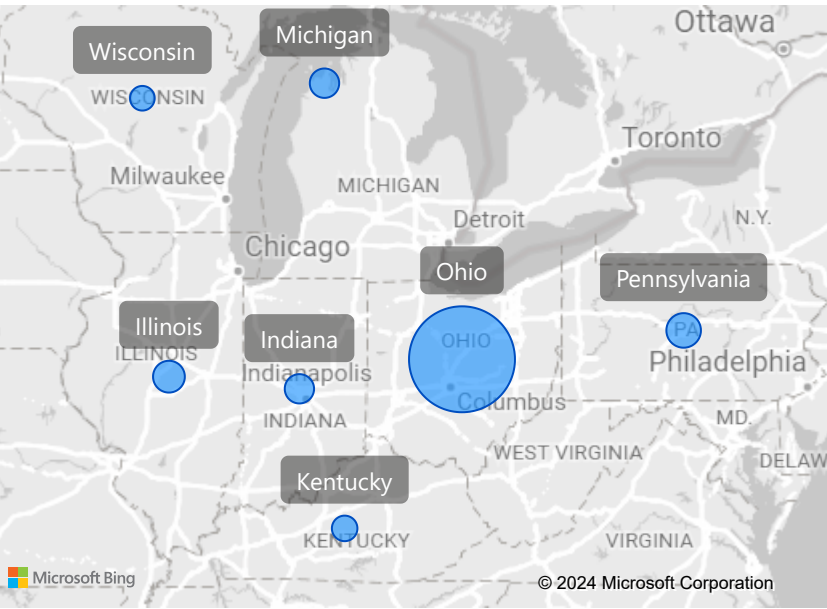 Ottawa
Michigan
Wisconsin
WISCONSIN
Toronto
Milwaukee
MICHIGAN
Detroit
N.Y.
Chicago
Ohio
Pennsylvania
Illinois
Indiana
PA
OHIO
ILLINOIS
Philadelphia
Indianapolis
Columbus
INDIANA
MD.
WEST VIRGINIA
DELAW
Kentucky
KENTUCKY
VIRGINIA
Microsoft Bing
© 2024 Microsoft Corporation